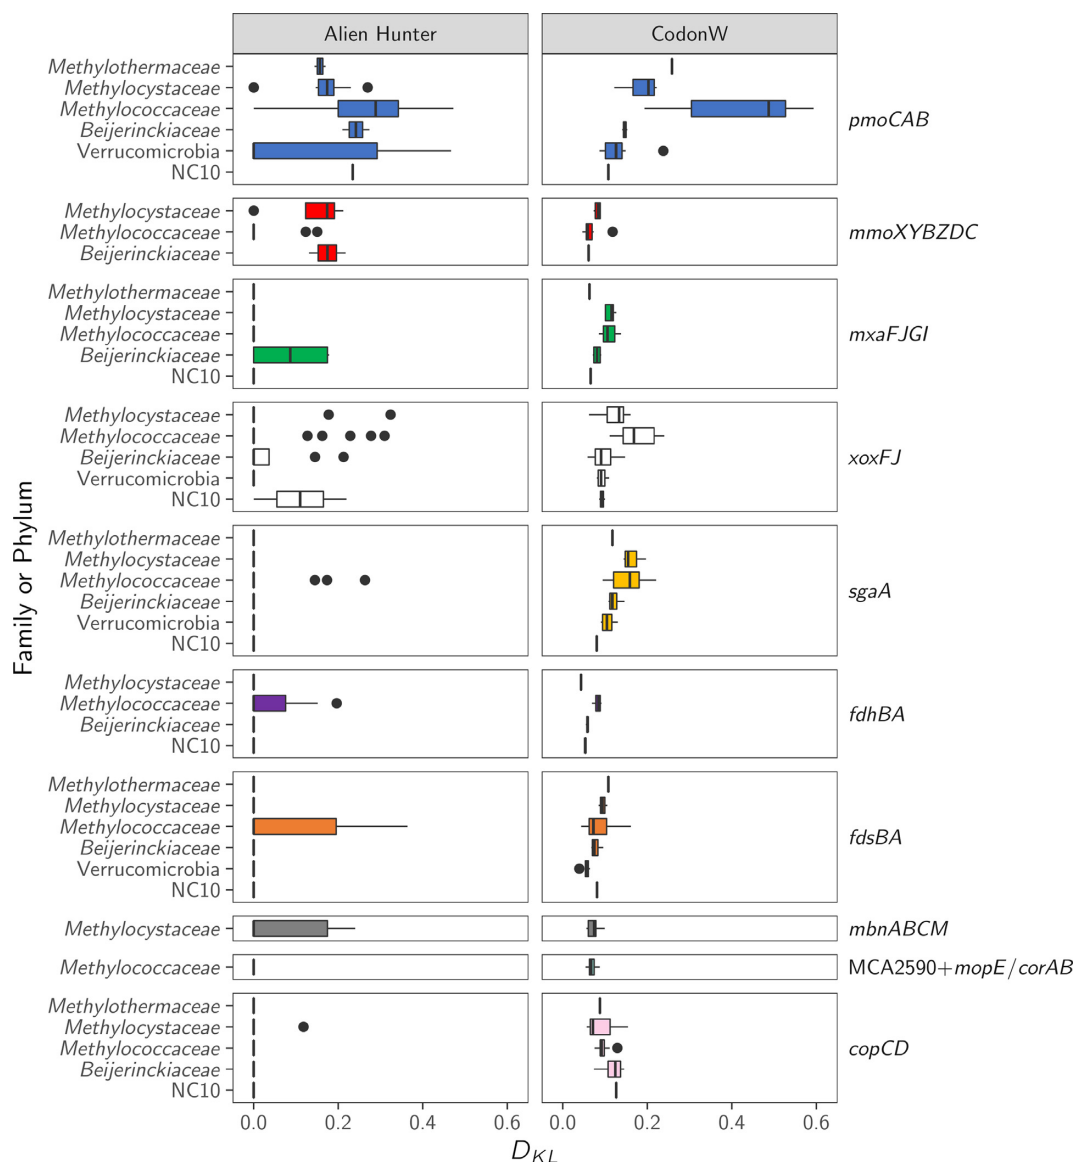 Alien Hunter
CodonW
Methylothermaceae
Methylocystaceae
Methylococcaceae
Beijerinckiaceae
Verrucomicrobia
NC10
pmoCAB
Methylocystaceae
Methylococcaceae
Beijerinckiaceae
mmoXYBZDC
Methylothermaceae
Methylocystaceae
Methylococcaceae
Beijerinckiaceae
NC10
mxaFJGI
Methylocystaceae
Methylococcaceae
Beijerinckiaceae
Verrucomicrobia
NC10
xoxFJ
Methylothermaceae
Methylocystaceae
Methylococcaceae
Beijerinckiaceae
Verrucomicrobia
NC10
sgaA
Methylocystaceae
Methylococcaceae
Beijerinckiaceae
NC10
fdhBA
Methylothermaceae
Methylocystaceae
Methylococcaceae
Beijerinckiaceae
Verrucomicrobia
NC10
fdsBA
Methylocystaceae
mbnABCM
Methylococcaceae
MCA2590+mopE/corAB
Methylothermaceae
Methylocystaceae
Methylococcaceae
Beijerinckiaceae
NC10
copCD
0.0 0.2 0.4 0.6
0.0 0.2 0.4 0.6
D_KL
Family or Phylum